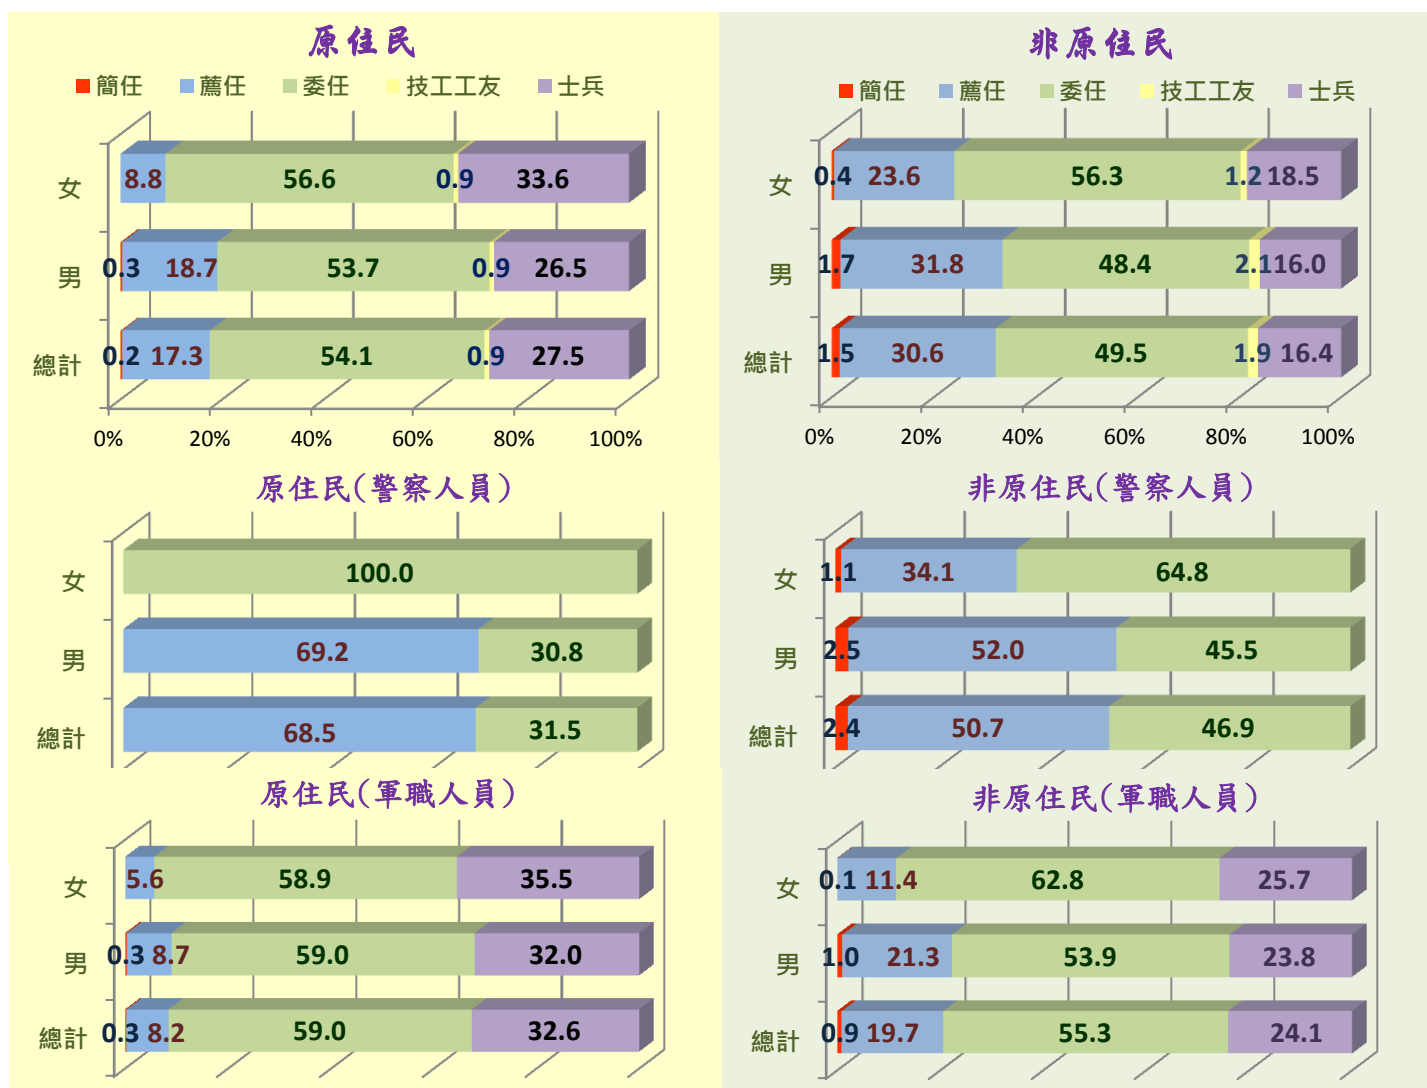 原住民
簡任 薦任 委任 技工工友 士兵
女 8.8 56.6 0.9 33.6
男 0.3 18.7 53.7 0.9 26.5
總計 0.2 17.3 54.1 0.9 27.5
0% 20% 40% 60% 80% 100%
非原住民
簡任 薦任 委任 技工工友 士兵
女 0.4 23.6 56.3 1.2 18.5
男 1.7 31.8 48.4 2.1 16.0
總計 1.5 30.6 49.5 1.9 16.4
0% 20% 40% 60% 80% 100%
原住民(警察人員)
女 100.0
男 69.2 30.8
總計 68.5 31.5
非原住民(警察人員)
女 1.1 34.1 64.8
男 2.5 52.0 45.5
總計 2.4 50.7 46.9
原住民(軍職人員)
女 5.6 58.9 35.5
男 0.3 8.7 59.0 32.0
總計 0.3 8.2 59.0 32.6
非原住民(軍職人員)
女 0.1 11.4 62.8 25.7
男 1.0 21.3 53.9 23.8
總計 0.9 19.7 55.3 24.1